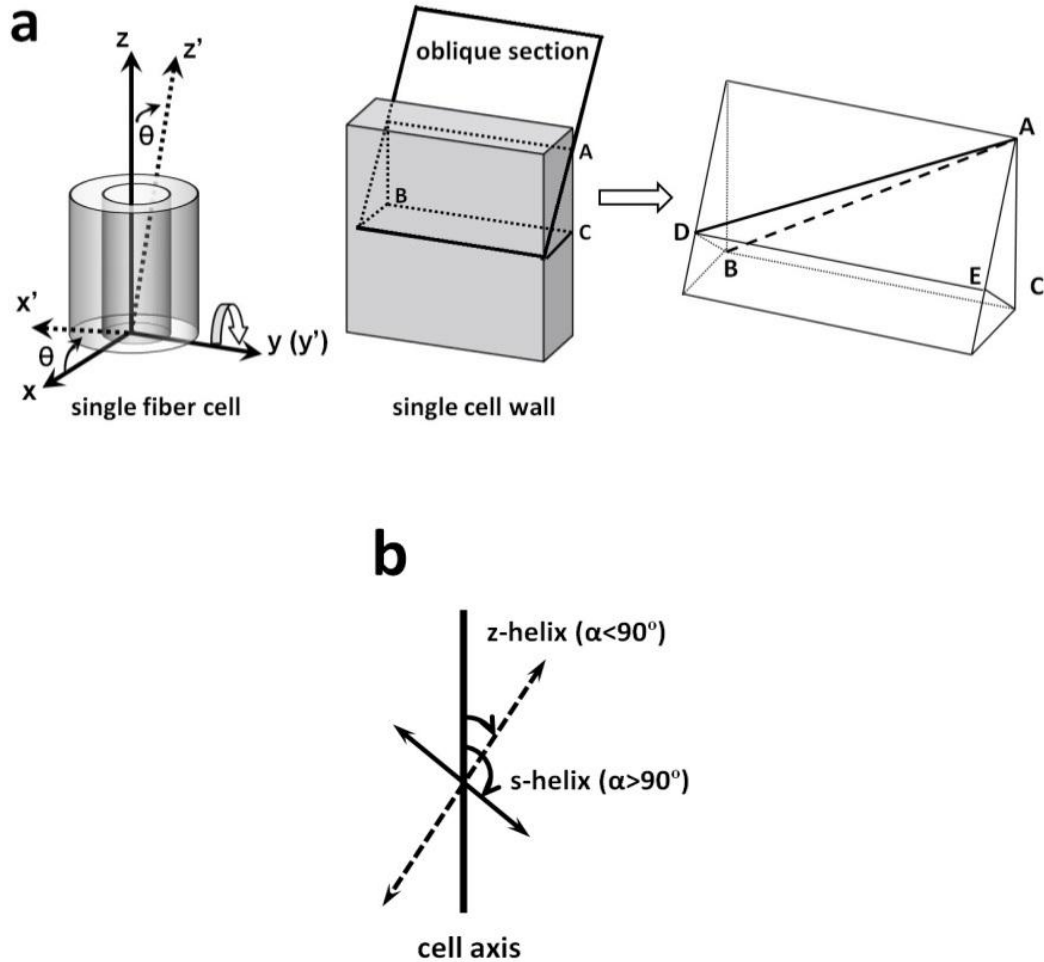 a
z
z'
θ
x'
θ
x
y (y')
single fiber cell
oblique section
A
B
C
single cell wall
A
D
B
E
C
b
z-helix (α<90°)
s-helix (α>90°)
cell axis